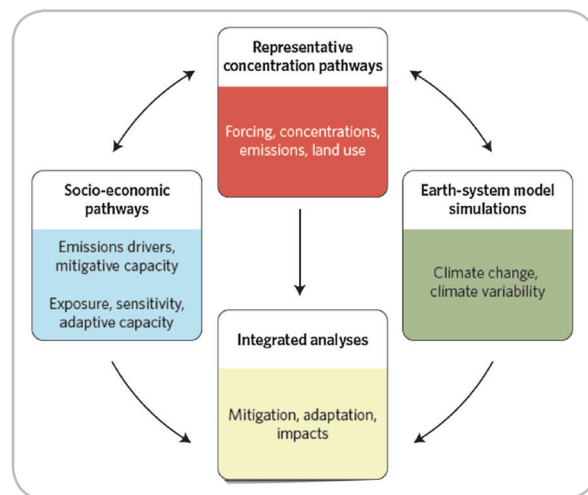 Representative
concentration pathways
Forcing, concentrations,
emissions, land use
Socio-economic
pathways
Emissions drivers,
mitigative capacity
Exposure, sensitivity,
adaptive capacity
Earth-system model
simulations
Climate change,
climate variability
Integrated analyses
Mitigation, adaptation,
impacts